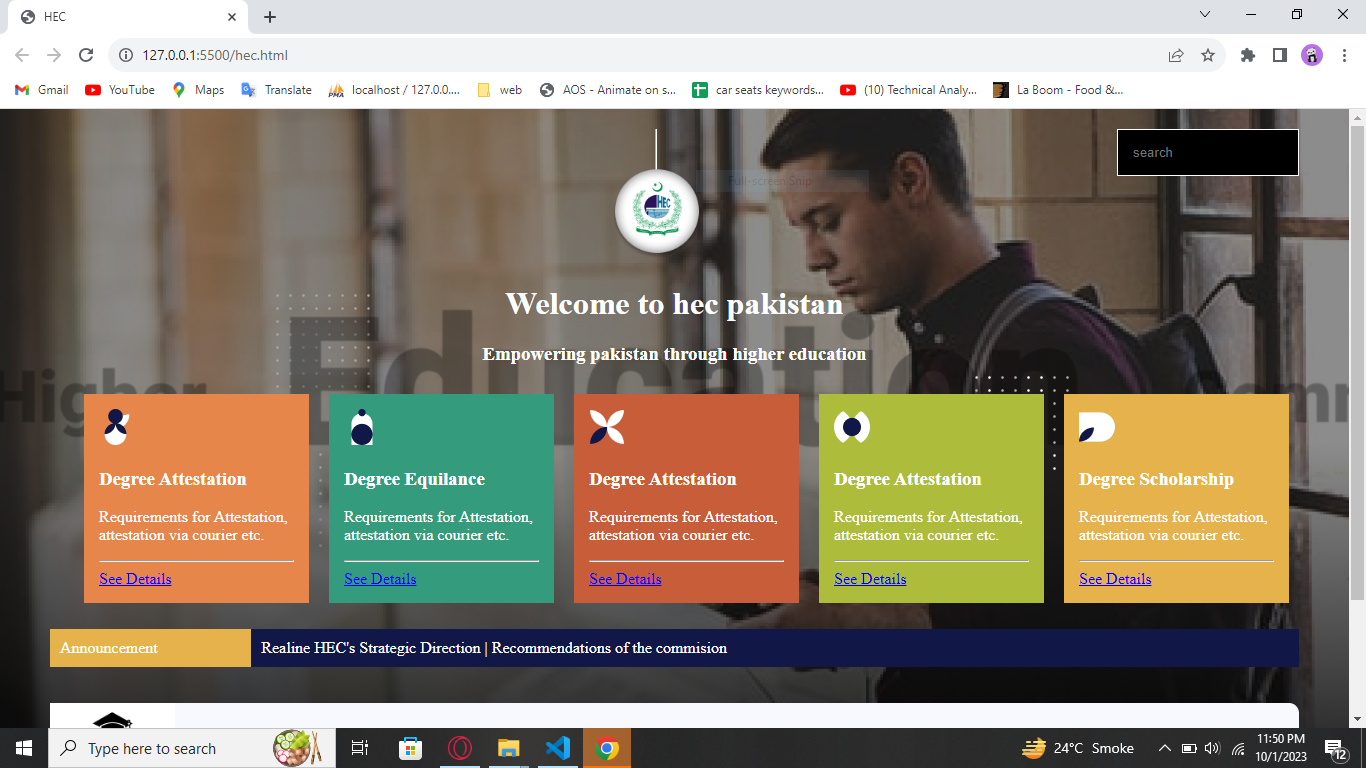 HEC
127.0.0.1:5500/hec.html
Gmail
YouTube
Maps
Translate
localhost / 127.0.0....
web
AOS - Animate on s...
car seats keywords...
(10) Technical Analy...
La Boom - Food &...
search
Full-screen Snip
HEC
Welcome to hec pakistan
Empowering pakistan through higher education
Higher
Education
Comm
Degree Attestation
Requirements for Attestation,
attestation via courier etc.
See Details
Degree Equilance
Requirements for Attestation,
attestation via courier etc.
See Details
Degree Attestation
Requirements for Attestation,
attestation via courier etc.
See Details
Degree Attestation
Requirements for Attestation,
attestation via courier etc.
See Details
Degree Scholarship
Requirements for Attestation,
attestation via courier etc.
See Details
Announcement
Realine HEC's Strategic Direction | Recommendations of the commision
Type here to search
24°C Smoke
11:50 PM
10/1/2023
12